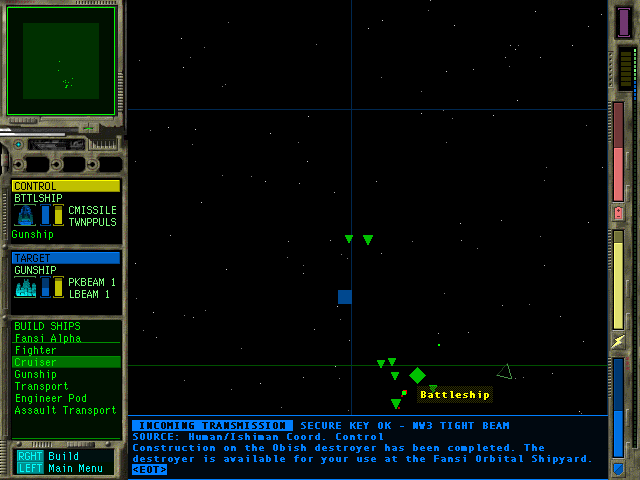 CONTROL
BTTLSHIP
CMISSILE
TWNPPULS
Gunship
TARGET
GUNSHIP
PKBEAM 1
LBEAM 1
BUILD SHIPS
Fansi Alpha
Fighter
Cruiser
Gunship
Transport
Engineer Pod
Assault Transport
RGHT Build
LEFT Main Menu
Battleship
INCOMING TRANSMISSION SECURE KEY OK - NW3 TIGHT BEAM
SOURCE: Human/Ishiman Coord. Control
Construction on the Obish destroyer has been completed. The
destroyer is available for your use at the Fansi Orbital Shipyard.
<EOT>